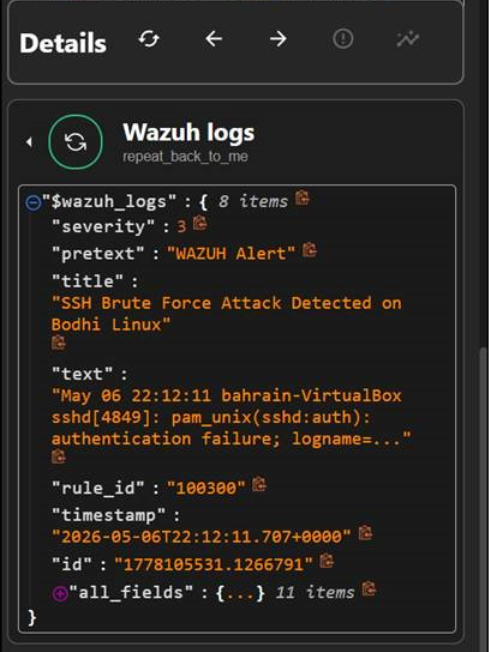 Details
Wazuh logs
repeat_back_to_me
"$wazuh_logs" : { 8 items
"severity" : 3
"pretext" : "WAZUH Alert"
"title" :
"SSH Brute Force Attack Detected on
Bodhi Linux"
"text" :
"May 06 22:12:11 bahrain-VirtualBox
sshd[4849]: pam_unix(sshd:auth):
authentication failure; logname=..."
"rule_id" : "100300"
"timestamp" :
"2026-05-06T22:12:11.707+0000"
"id" : "1778105531.1266791"
"all_fields" : {...} 11 items
}